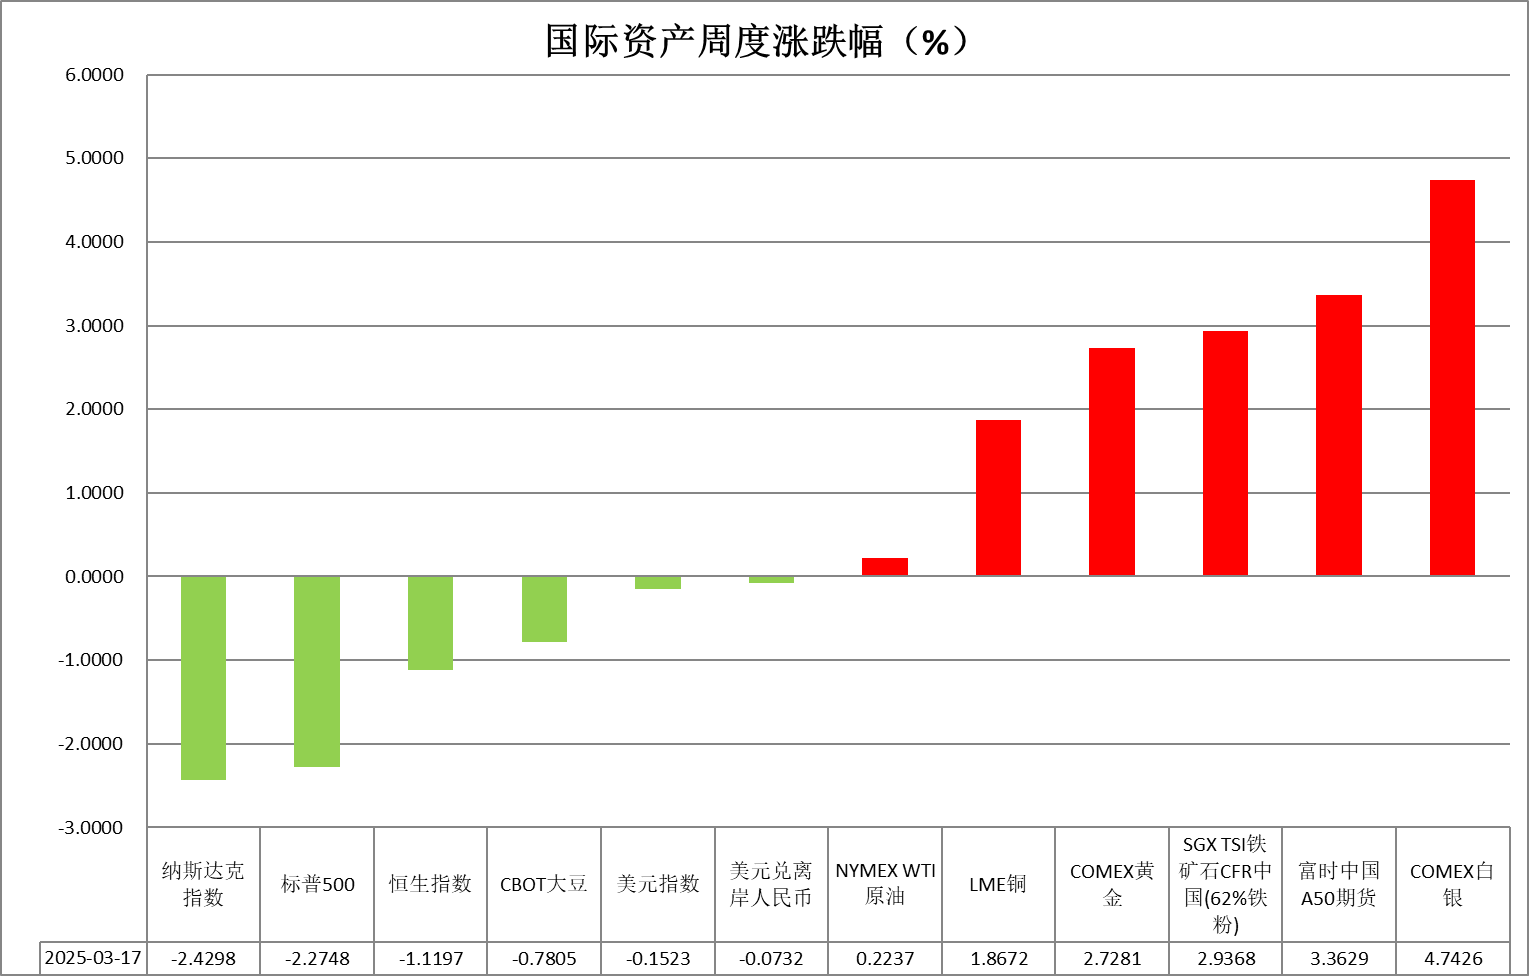 国际资产周度涨跌幅（%）
6.0000
5.0000
4.0000
3.0000
2.0000
1.0000
0.0000
-1.0000
-2.0000
-3.0000
纳斯达克
指数
标普500
恒生指数
CBOT大豆
美元指数
美元兑离
岸人民币
NYMEX WTI
原油
LME铜
COMEX黄
金
SGX TSI铁
矿石CFR中
国(62%铁
粉)
富时中国
A50期货
COMEX白
银
2025-03-17 -2.4298 -2.2748 -1.1197 -0.7805 -0.1523 -0.0732 0.2237 1.8672 2.7281 2.9368 3.3629 4.7426